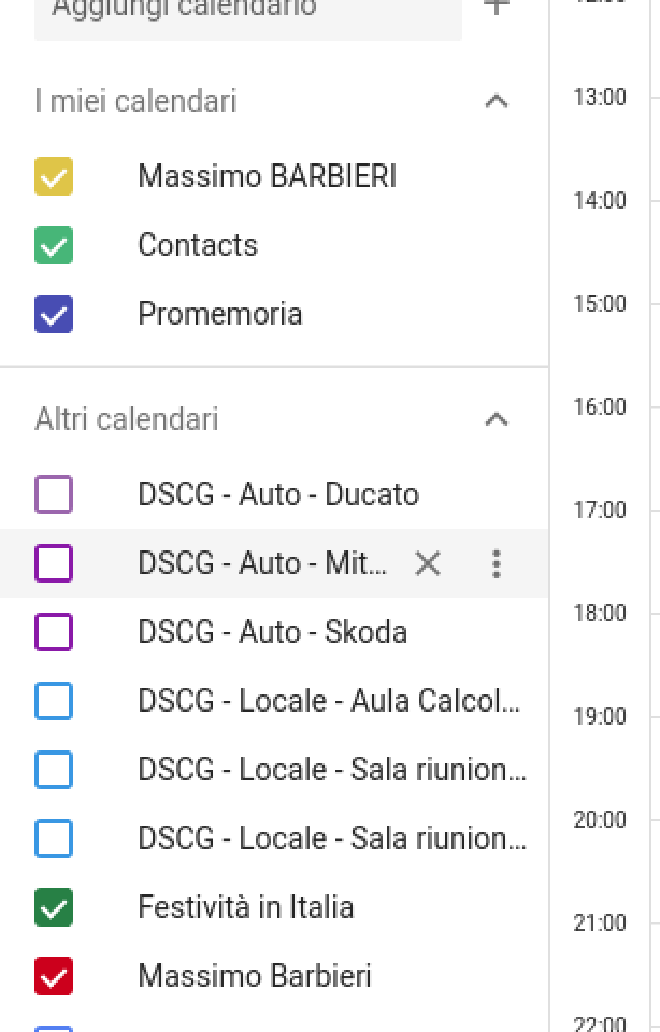 Aggiungi calendario
I miei calendari
Massimo BARBIERI
Contacts
Promemoria
Altri calendari
DSCG - Auto - Ducato
DSCG - Auto - Mit...
DSCG - Auto - Skoda
DSCG - Locale - Aula Calcol...
DSCG - Locale - Sala riunion...
DSCG - Locale - Sala riunion...
Festività in Italia
Massimo Barbieri
13:00
14:00
15:00
16:00
17:00
18:00
19:00
20:00
21:00
22:00